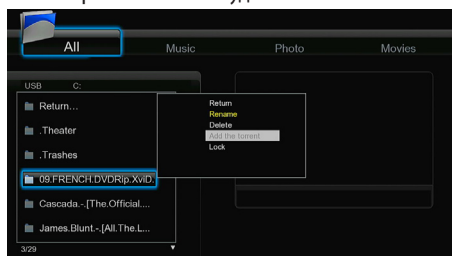 All Music Photo Movies
USB C:
Return...
.Theater
.Trashes
09.FRENCH.DVDRip.XviD.
Cascada.-.[The.Official....
James.Blunt.-.[All.The.L...
3/29
Return
Rename
Delete
Add the torrent
Lock